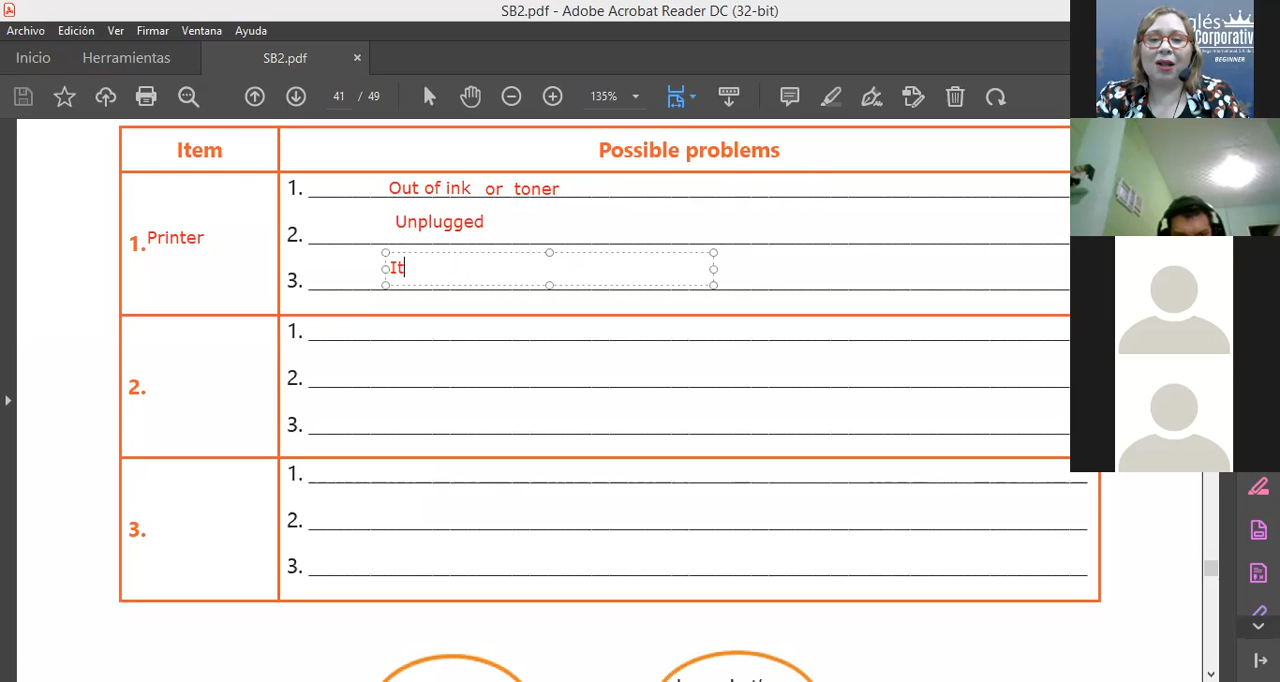 SB2.pdf - Adobe Acrobat Reader DC (32-bit)
Archivo Edición Ver Firmar Ventana Ayuda
Inicio Herramientas SB2.pdf ×
41 / 49 135%
Item Possible problems
1. Out of ink or toner
1. Printer
2. Unplugged
3. It
2.
1.
2.
3.
3.
1.
2.
3.
Corporativ
BEGINNER